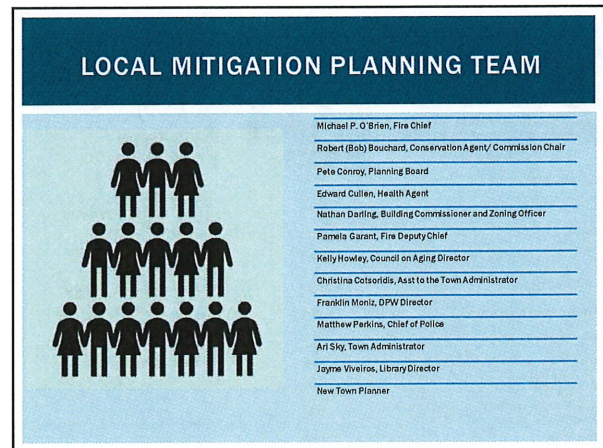 LOCAL MITIGATION PLANNING TEAM
Michael P. O'Brien, Fire Chief
Robert (Bob) Bouchard, Conservation Agent/ Commission Chair
Pete Conroy, Planning Board
Edward Cullen, Health Agent
Nathan Darling, Building Commissioner and Zoning Officer
Pamela Garant, Fire Deputy Chief
Kelly Howley, Council on Aging Director
Christina Cotsoridis, Asst to the Town Administrator
Franklin Moniz, DPW Director
Matthew Perkins, Chief of Police
Ari Sky, Town Administrator
Jayme Viveiros, Library Director
New Town Planner